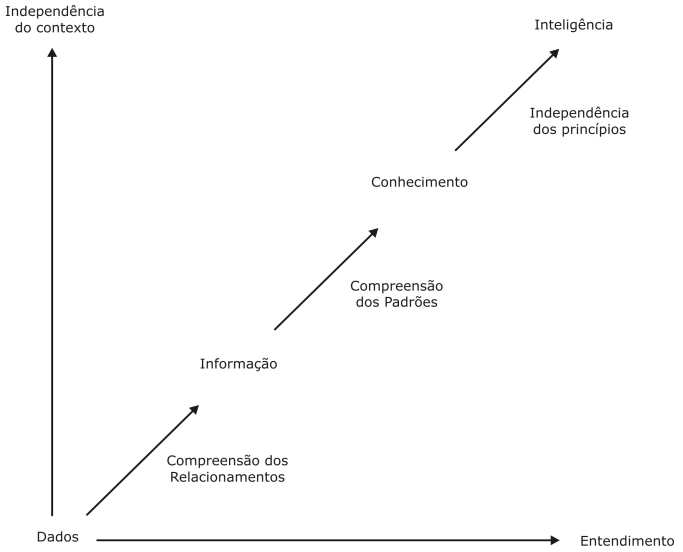 Independência
do contexto
Inteligência
Independência
dos princípios
Conhecimento
Compreensão
dos Padrões
Informação
Compreensão dos
Relacionamentos
Dados
Entendimento